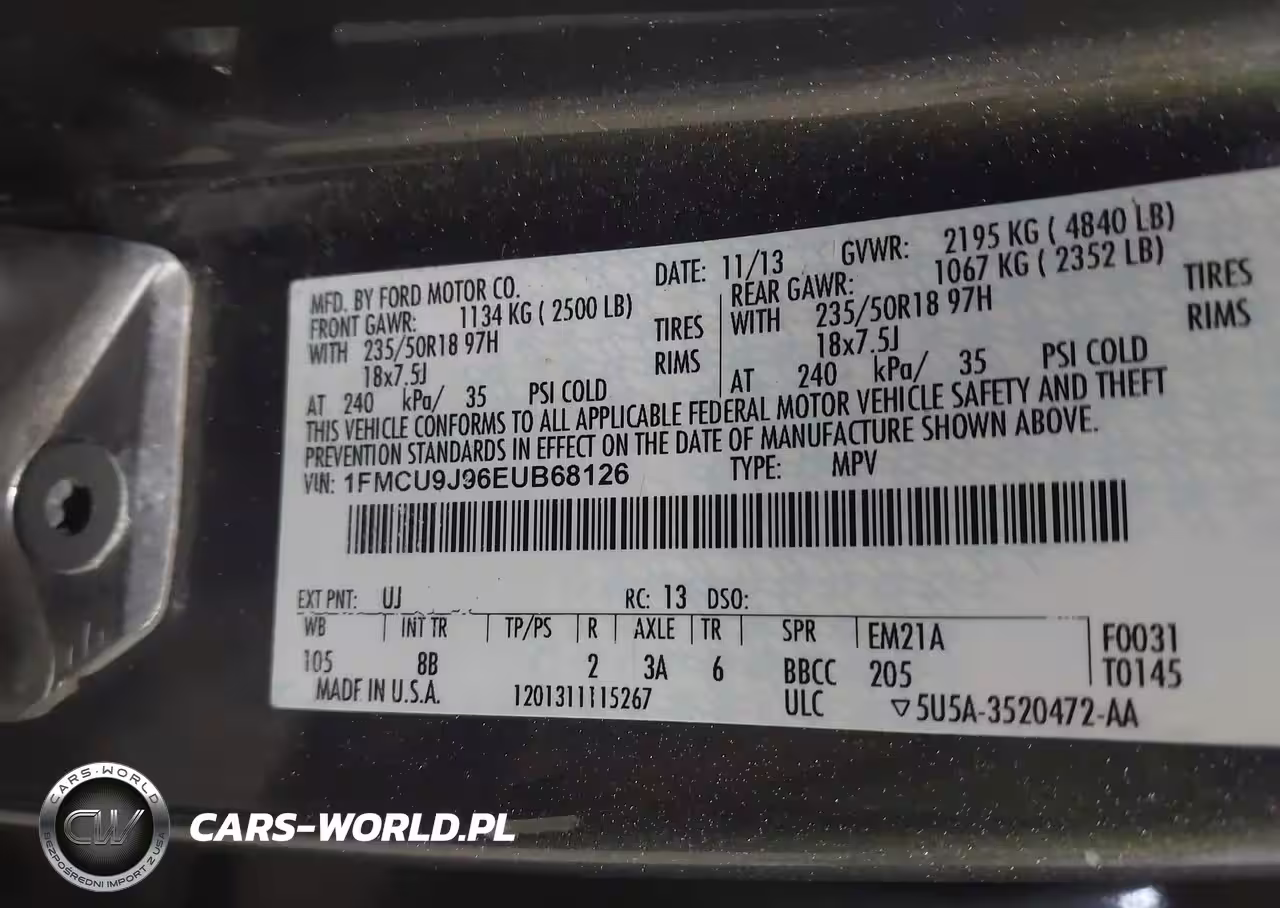 MFD. BY FORD MOTOR CO. DATE: 11/13 GVWR: 2195 KG ( 4840 LB)
FRONT GAWR: 1134 KG ( 2500 LB) REAR GAWR: 1067 KG ( 2352 LB)
WITH 235/50R18 97H TIRES WITH 235/50R18 97H TIRES
18x7.5J RIMS 18x7.5J RIMS
AT 240 kPa/ 35 PSI COLD AT 240 kPa/ 35 PSI COLD
THIS VEHICLE CONFORMS TO ALL APPLICABLE FEDERAL MOTOR VEHICLE SAFETY AND THEFT
PREVENTION STANDARDS IN EFFECT ON THE DATE OF MANUFACTURE SHOWN ABOVE.
VIN: 1FMCU9J96EUB68126 TYPE: MPV
EXT PNT: UJ RC: 13 DSO:
WB INT TR TP/PS R AXLE TR SPR EM21A F0031
105 8B 2 3A 6 BBCC 205 T0145
MADE IN U.S.A. 1201311115267 ULC ▽5U5A-3520472-AA
CARS-WORLD
CW
BEZPOŚREDNI IMPORT Z USA
CARS-WORLD.PL